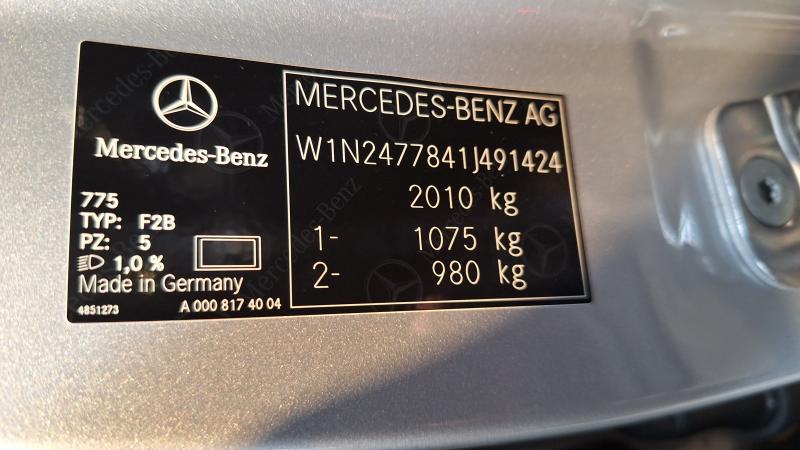 Mercedes-Benz
775
TYP: F2B
PZ: 5
1,0 %
Made in Germany
4851273 A 000 817 40 04
MERCEDES-BENZ AG
W1N2477841J491424
2010 kg
1- 1075 kg
2- 980 kg